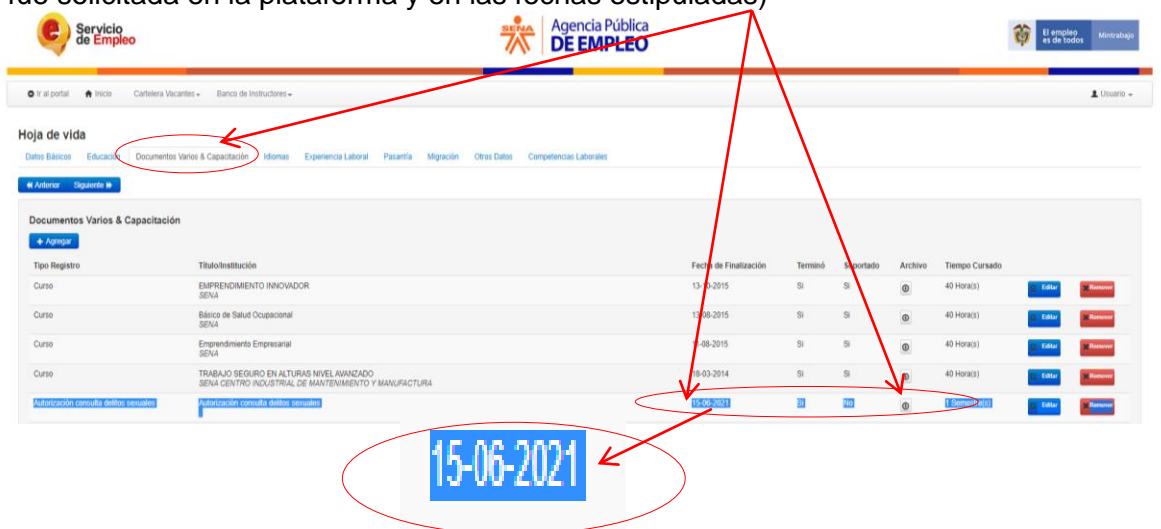 fue solicitada en la plataforma y en las fechas estipuladas)
Servicio de Empleo
SENA Agencia Pública DE EMPLEO
El empleo es de todos Mintrabajo
Ir al portal Inicio Cartelera Vacantes Banco de Instructores Usuario
Hoja de vida
Datos Básicos Educación Documentos Varios & Capacitación Idiomas Experiencia Laboral Pasantía Migración Otros Datos Competencias Laborales
Anterior Siguiente
Documentos Varios & Capacitación
+ Agregar
Tipo Registro Título/Institución Fecha de Finalización Terminó Soportado Archivo Tiempo Cursado
Curso EMPRENDIMIENTO INNOVADOR 13-10-2015 Si Si 40 Hora(s) Editar Remover
SENA
Curso Básico de Salud Ocupacional 13-08-2015 Si Si 40 Hora(s) Editar Remover
SENA
Curso Emprendimiento Empresarial -08-2015 Si Si 40 Hora(s) Editar Remover
SENA
Curso TRABAJO SEGURO EN ALTURAS NIVEL AVANZADO 18-03-2014 Si Si 40 Hora(s) Editar Remover
SENA CENTRO INDUSTRIAL DE MANTENIMIENTO Y MANUFACTURA
Autorización consulta delitos sexuales Autorización consulta delitos sexuales 15-06-2021 Si No 1 Semestre(s) Editar Remover
15-06-2021